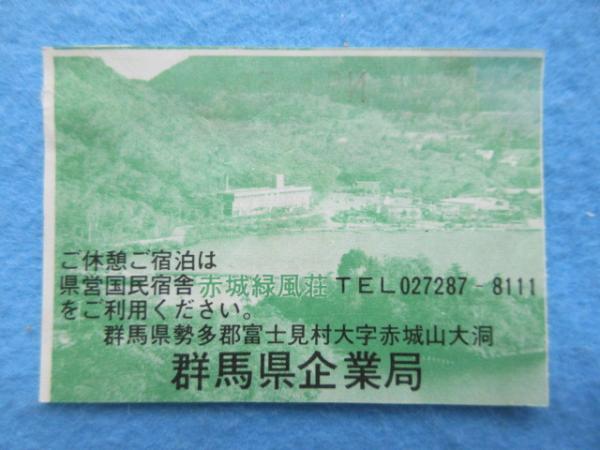 ご休憩ご宿泊は
県営国民宿舎赤城緑風荘 TEL027287-8111
をご利用ください。
群馬県勢多郡富士見村大字赤城山大洞
群馬県企業局